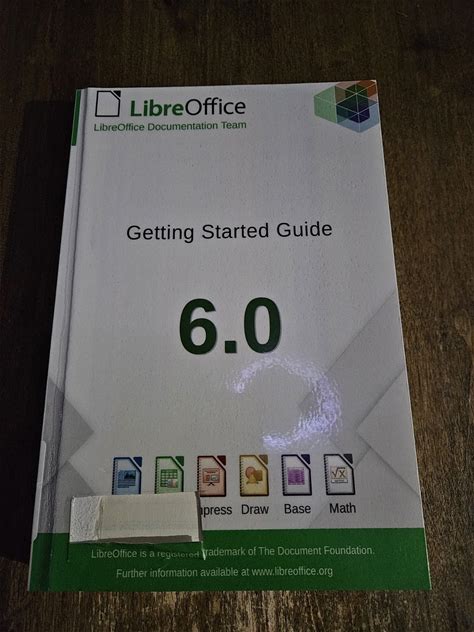 LibreOffice
LibreOffice Documentation Team
Getting Started Guide
6.0
press Draw Base Math
LibreOffice is a registered trademark of The Document Foundation.
Further information available at www.libreoffice.org